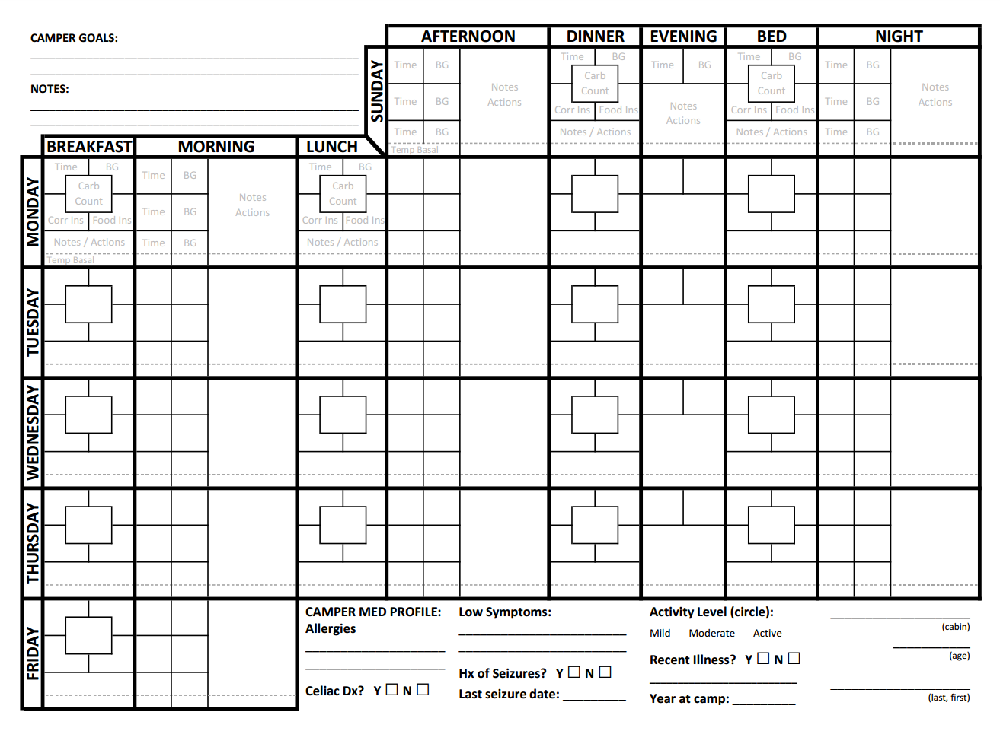 CAMPER GOALS:
NOTES:
AFTERNOON DINNER EVENING BED NIGHT
SUNDAY
Time BG Time BG Time BG
Time BG Notes Actions Carb Count Time BG Carb Count Time BG Notes Actions
Time BG Corr Ins Food Ins Notes Actions Corr Ins Food Ins Time BG
Time BG Notes / Actions Notes / Actions Time BG
Temp Basal
BREAKFAST MORNING LUNCH
MONDAY
Time BG Time BG Time BG
Carb Count Notes Actions Carb Count
Time BG
Corr Ins Food Ins Corr Ins Food Ins
Notes / Actions Time BG Notes / Actions
Temp Basal
TUESDAY
WEDNESDAY
THURSDAY
FRIDAY
CAMPER MED PROFILE:
Allergies
Celiac Dx? Y ☐ N ☐
Low Symptoms:
Hx of Seizures? Y ☐ N ☐
Last seizure date: _________
Activity Level (circle):
Mild Moderate Active
Recent Illness? Y ☐ N ☐
Year at camp: _________
(cabin)
(age)
(last, first)